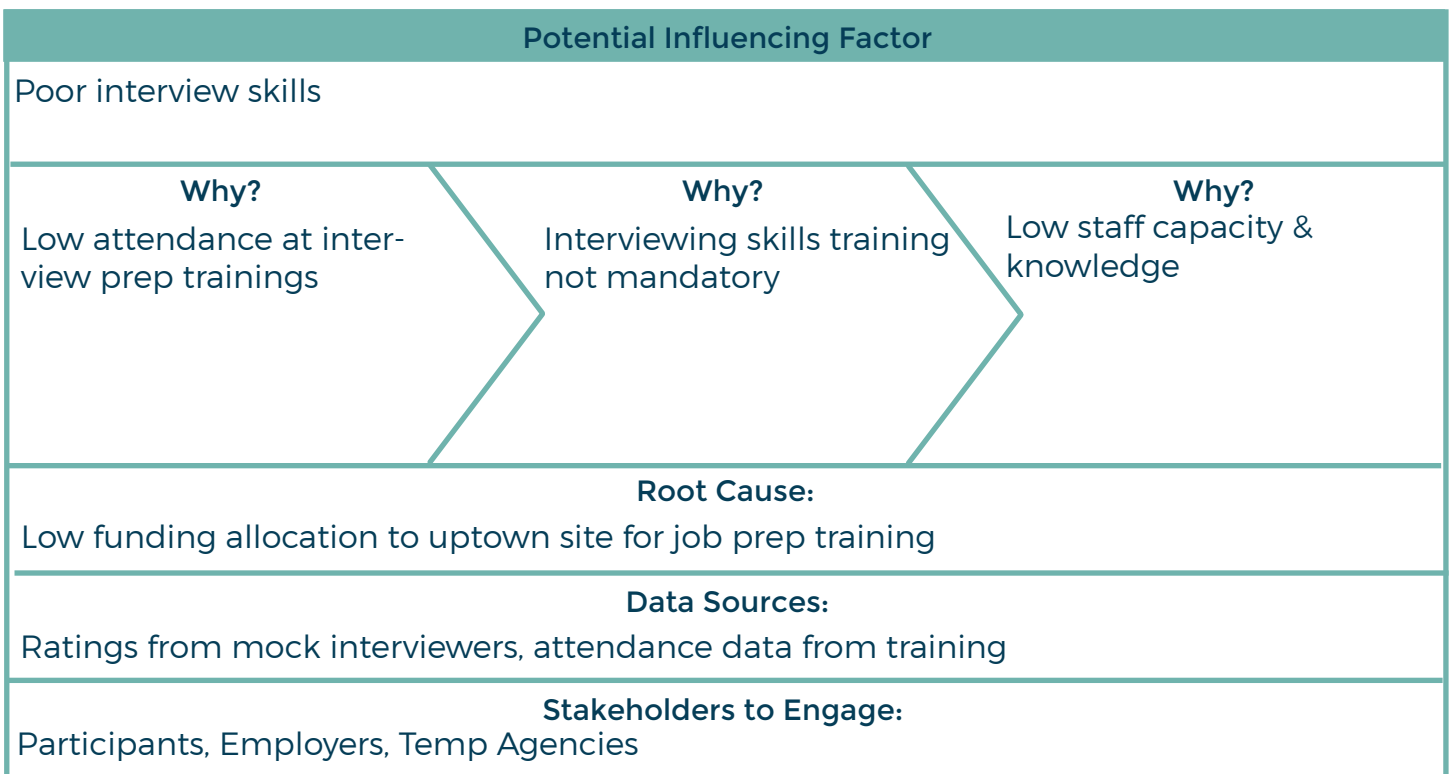 Potential Influencing Factor
Poor interview skills
Why?
Low attendance at inter-
view prep trainings
Why?
Interviewing skills training
not mandatory
Why?
Low staff capacity &
knowledge
Root Cause:
Low funding allocation to uptown site for job prep training
Data Sources:
Ratings from mock interviewers, attendance data from training
Stakeholders to Engage:
Participants, Employers, Temp Agencies